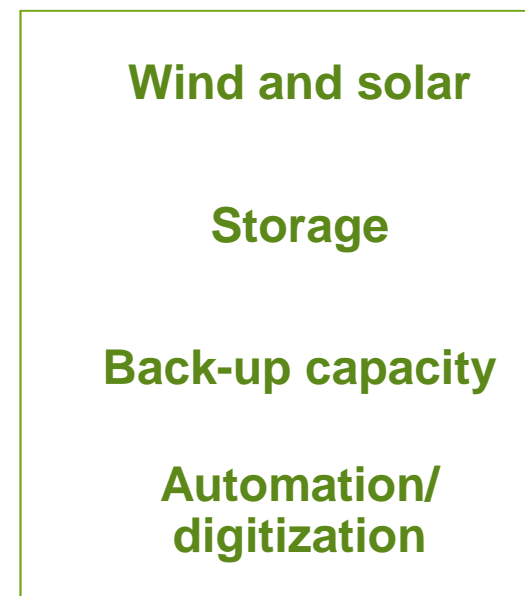 Wind and solar
Storage
Back-up capacity
Automation/
digitization